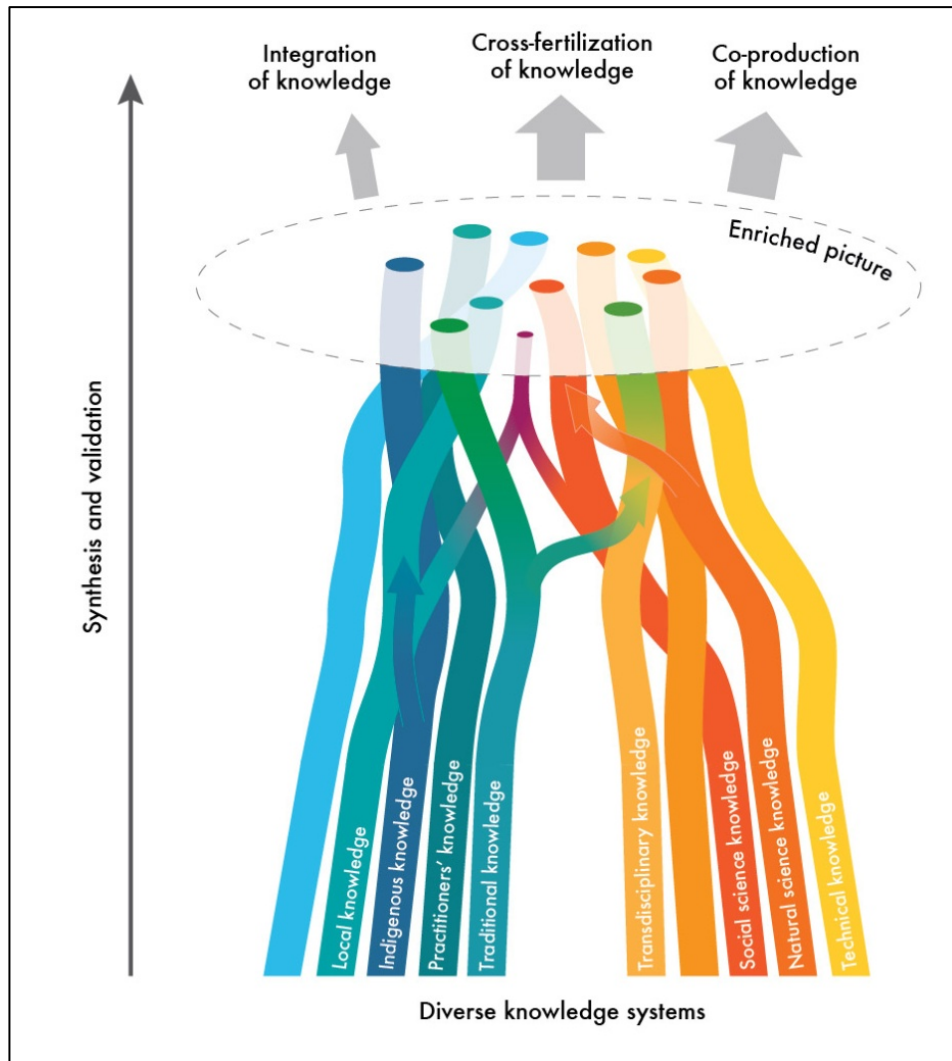 Integration
of knowledge
Cross-fertilization
of knowledge
Co-production
of knowledge
Enriched picture
Synthesis and validation
Local knowledge
Indigenous knowledge
Practitioners' knowledge
Traditional knowledge
Transdisciplinary knowledge
Social science knowledge
Natural science knowledge
Technical knowledge
Diverse knowledge systems